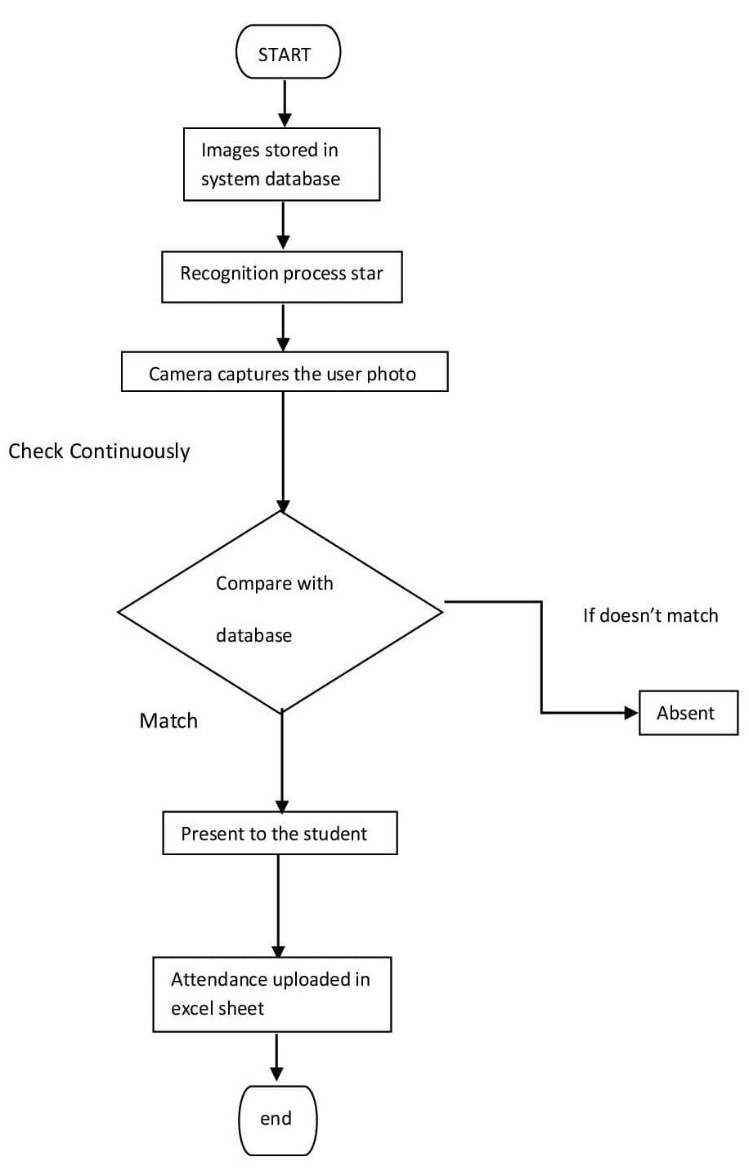 START
Images stored in
system database
Recognition process star
Camera captures the user photo
Check Continuously
Compare with
database
If doesn’t match
Absent
Match
Present to the student
Attendance uploaded in
excel sheet
end